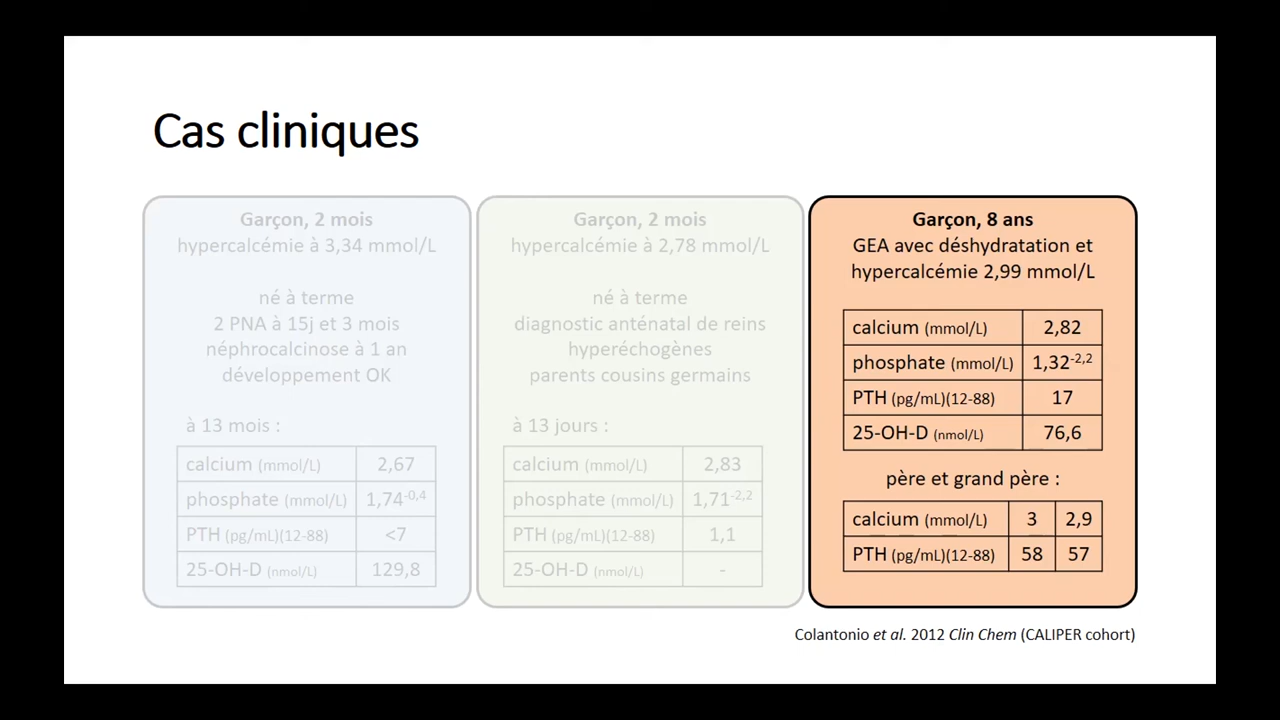 Cas cliniques
Garçon, 2 mois
hypercalcémie à 3,34 mmol/L
né à terme
2 PNA à 15j et 3 mois
néphrocalcinose à 1 an
développement OK
à 13 mois :
calcium (mmol/L) 2,67
phosphate (mmol/L) 1,74-0,4
PTH (pg/mL)(12-88) <7
25-OH-D (nmol/L) 129,8
Garçon, 2 mois
hypercalcémie à 2,78 mmol/L
né à terme
diagnostic anténatal de reins
hyperéchogènes
parents cousins germains
à 13 jours :
calcium (mmol/L) 2,83
phosphate (mmol/L) 1,71-2,2
PTH (pg/mL)(12-88) 1,1
25-OH-D (nmol/L) -
Garçon, 8 ans
GEA avec déshydratation et
hypercalcémie 2,99 mmol/L
calcium (mmol/L) 2,82
phosphate (mmol/L) 1,32-2,2
PTH (pg/mL)(12-88) 17
25-OH-D (nmol/L) 76,6
père et grand père :
calcium (mmol/L) 3 2,9
PTH (pg/mL)(12-88) 58 57
Colantonio et al. 2012 Clin Chem (CALIPER cohort)